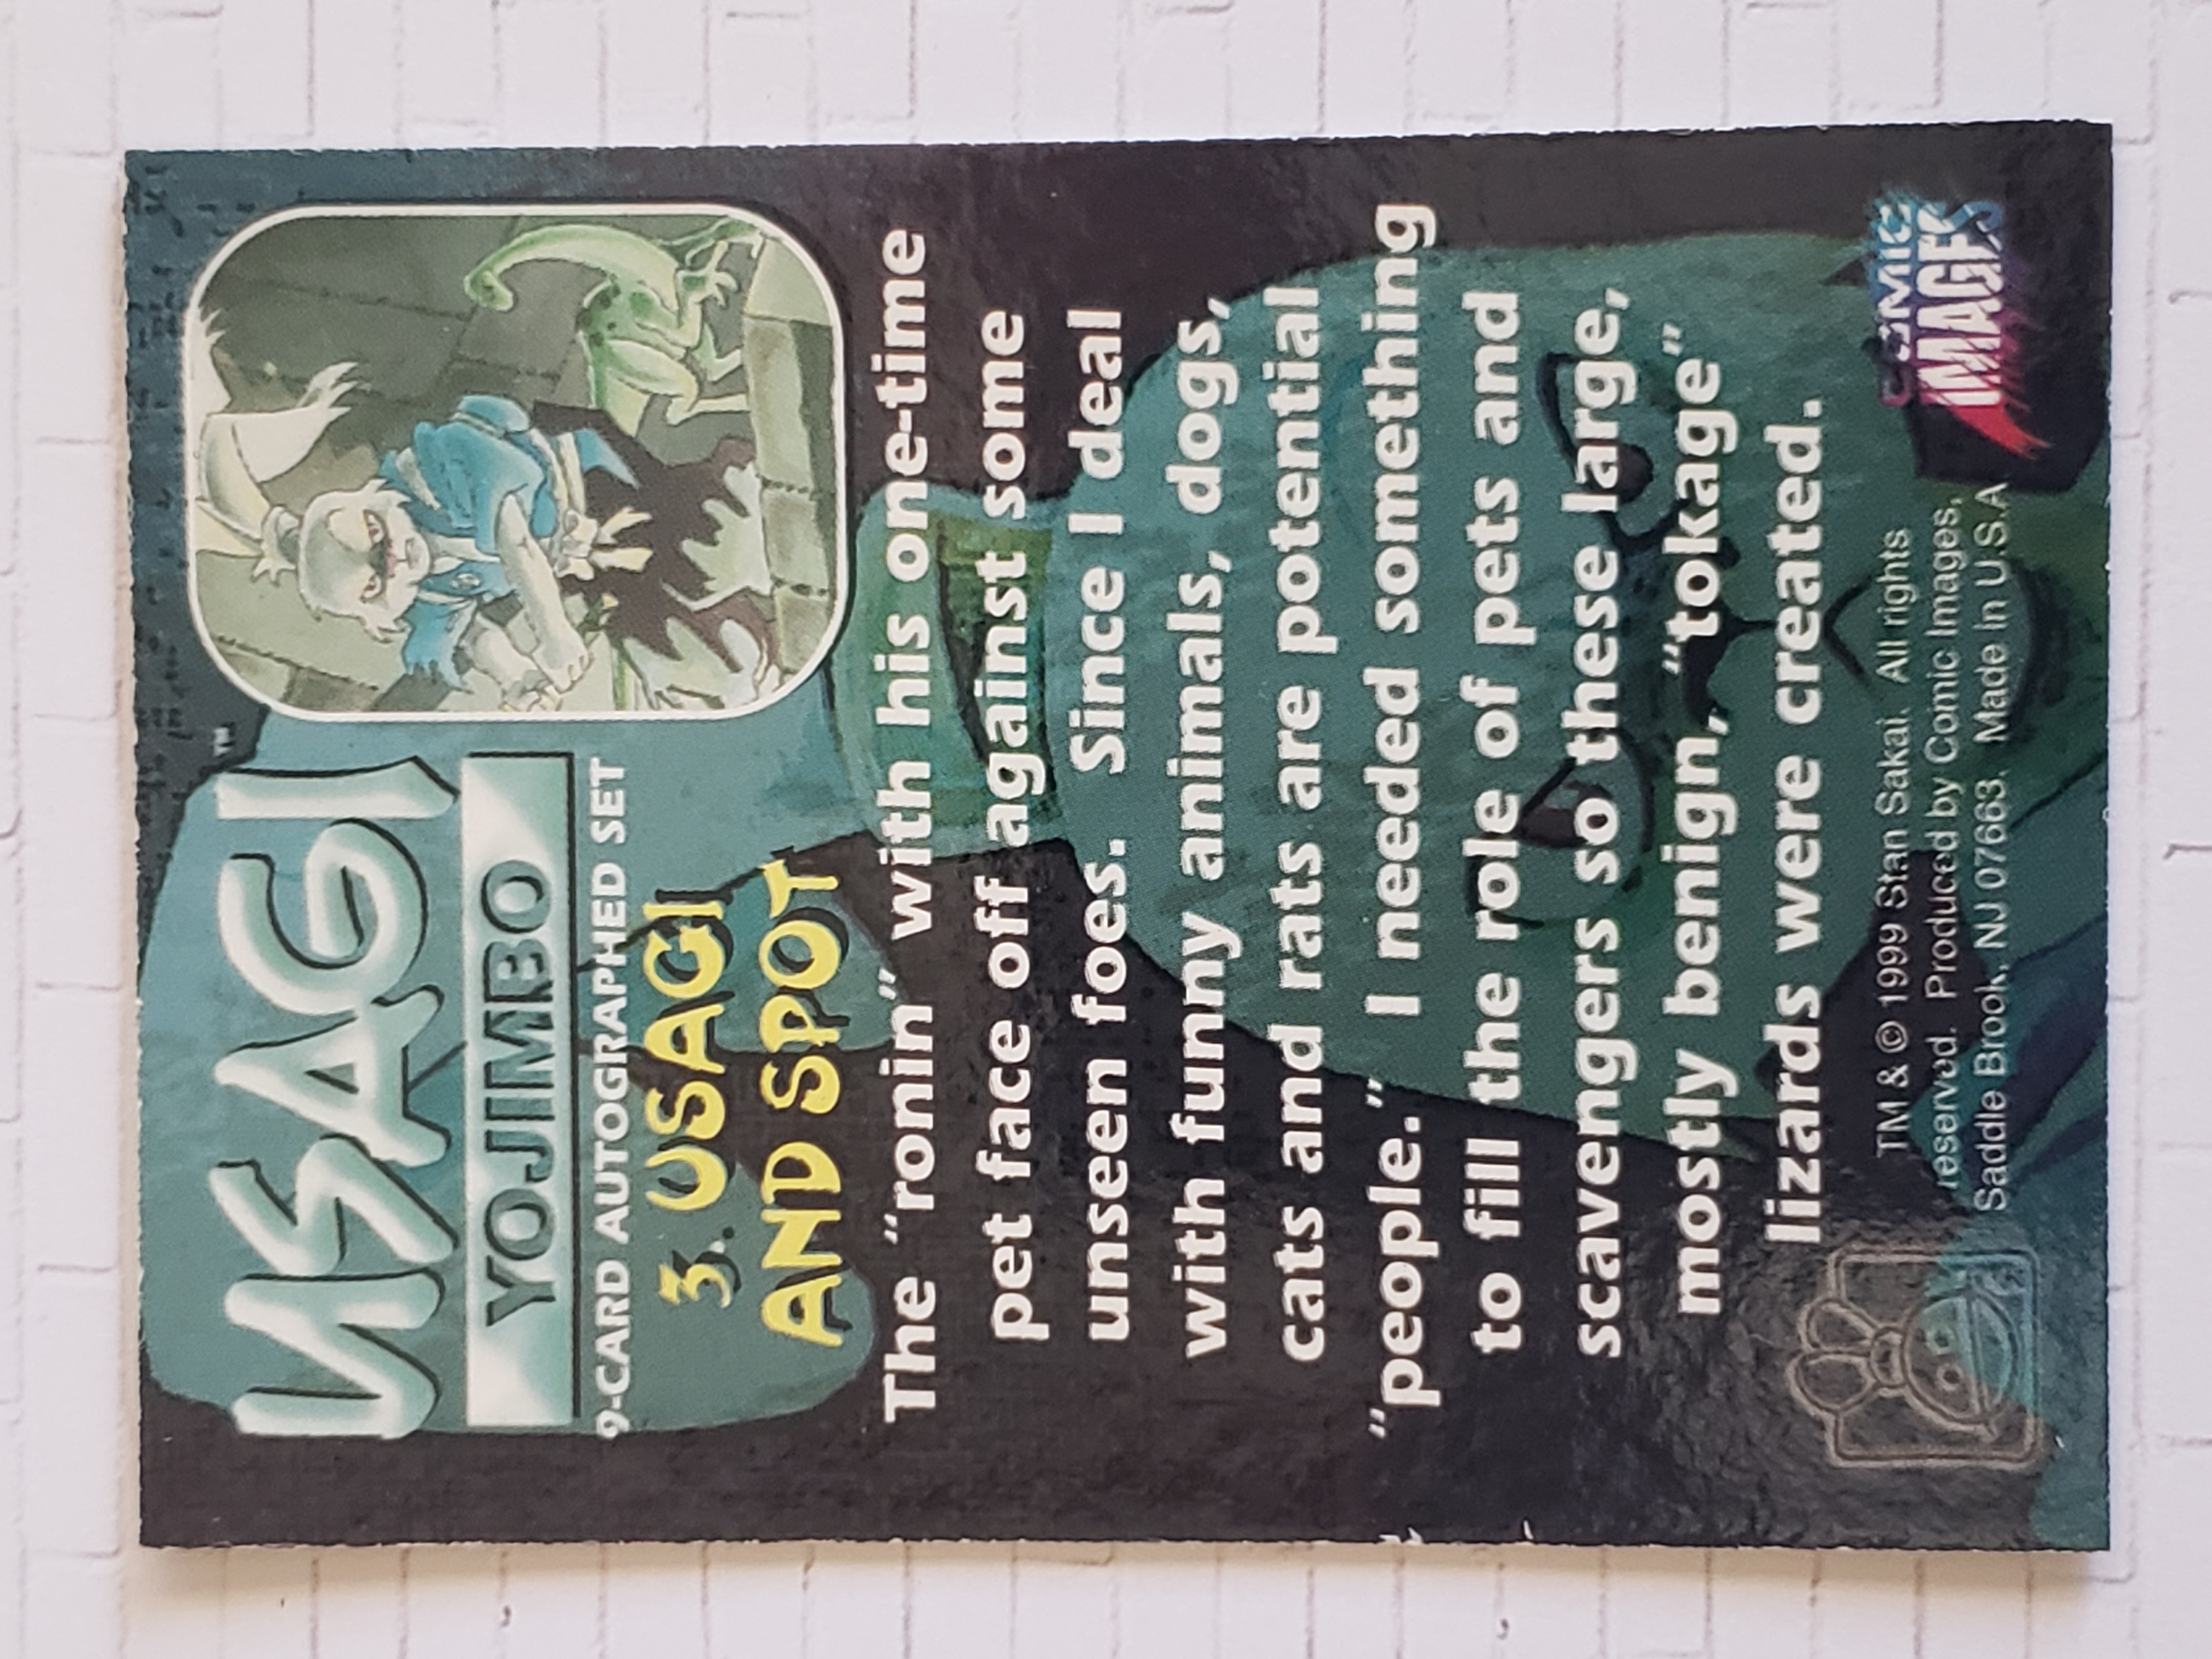 USAGI™
YOJIMBO
9-CARD AUTOGRAPHED SET
3. USAGI
AND SPOT
The "ronin" with his one-time
pet face off against some
unseen foes. Since I deal
with funny animals, dogs,
cats and rats are potential
"people." I needed something
to fill the role of pets and
scavengers so these large,
mostly benign, "tokage"
lizards were created.
TM & © 1999 Stan Sakai. All rights
reserved. Produced by Comic Images,
Saddle Brook, NJ 07663. Made in U.S.A
COMIC
IMAGES